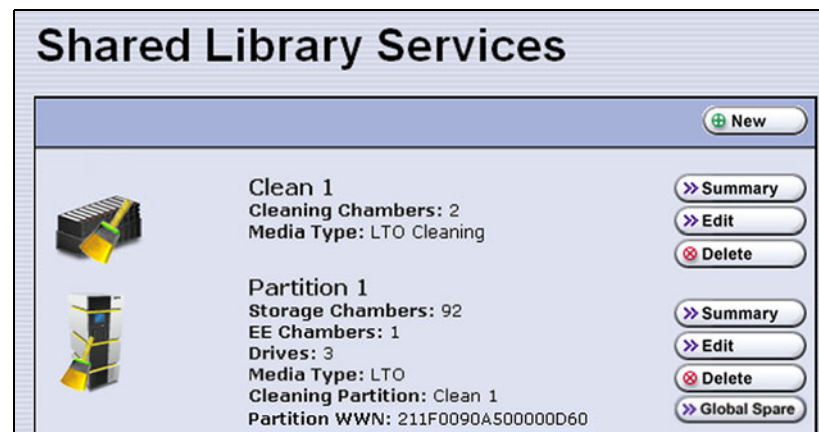 Shared Library Services
New
Clean 1
Cleaning Chambers: 2
Media Type: LTO Cleaning
Summary
Edit
Delete
Partition 1
Storage Chambers: 92
EE Chambers: 1
Drives: 3
Media Type: LTO
Cleaning Partition: Clean 1
Partition WWN: 211F0090A500000D60
Summary
Edit
Delete
Global Spare